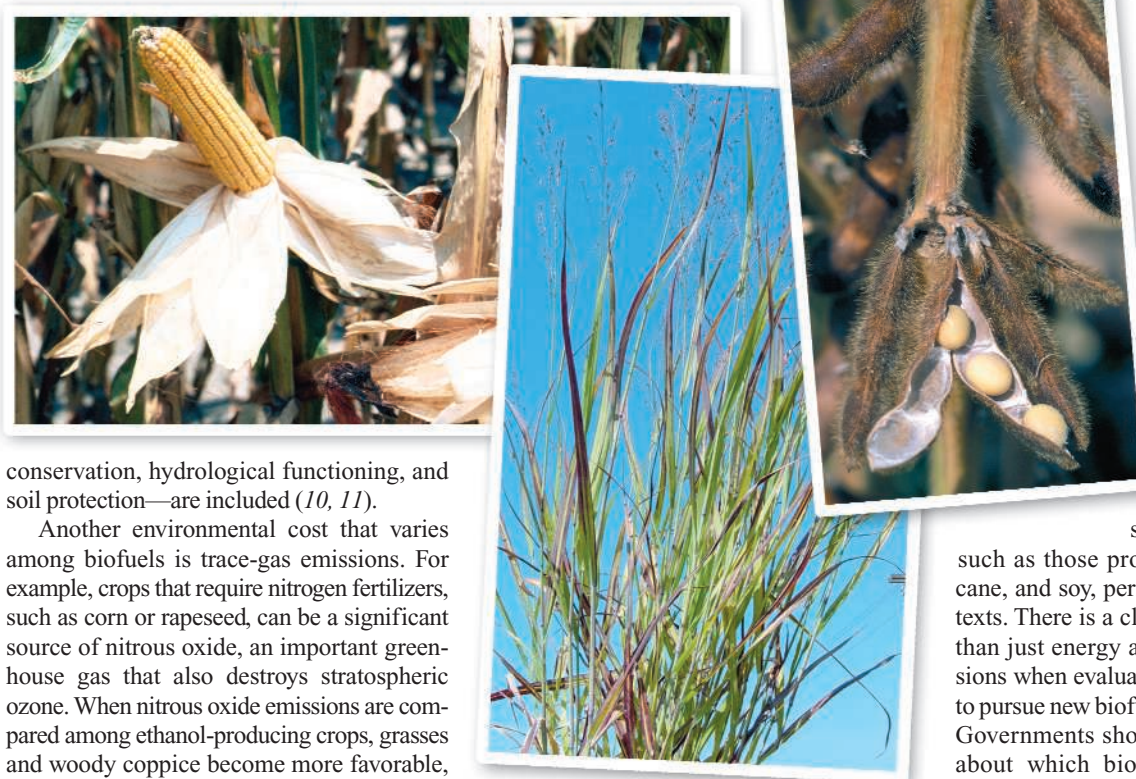 conservation, hydrological functioning, and
soil protection—are included (10, 11).
Another environmental cost that varies
among biofuels is trace-gas emissions. For
example, crops that require nitrogen fertilizers,
such as corn or rapeseed, can be a significant
source of nitrous oxide, an important green-
house gas that also destroys stratospheric
ozone. When nitrous oxide emissions are com-
pared among ethanol-producing crops, grasses
and woody coppice become more favorable,
s
such as those pro
cane, and soy, per
texts. There is a cl
than just energy a
sions when evalua
to pursue new biof
Governments sho
about which bio